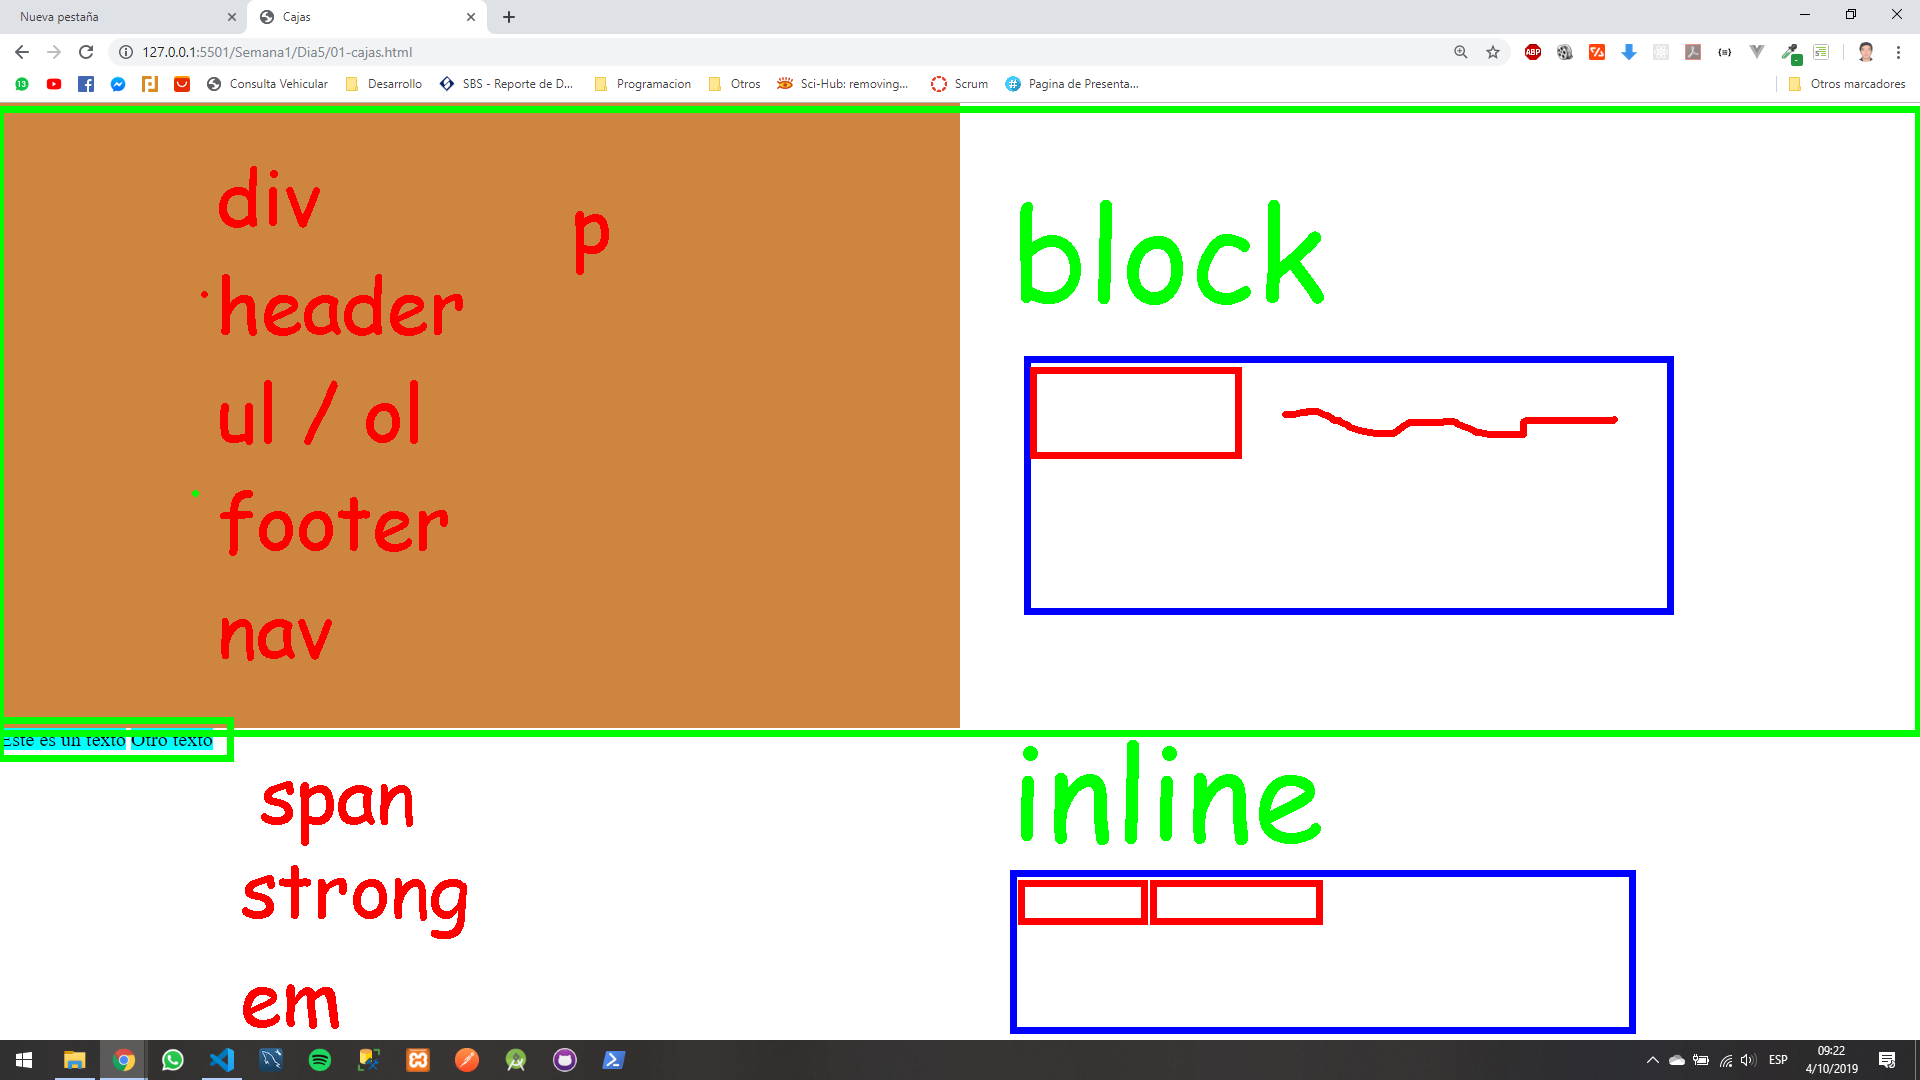 Nueva pestaña
Cajas
127.0.0.1:5501/Semana1/Dia5/01-cajas.html
ABP
13
Consulta Vehicular
Desarrollo
SBS - Reporte de D...
Programacion
Otros
Sci-Hub: removing...
Scrum
Pagina de Presenta...
Otros marcadores
div
p
block
header
ul / ol
footer
nav
Este es un texto Otro texto
inline
span
strong
em
ESP
09:22
4/10/2019